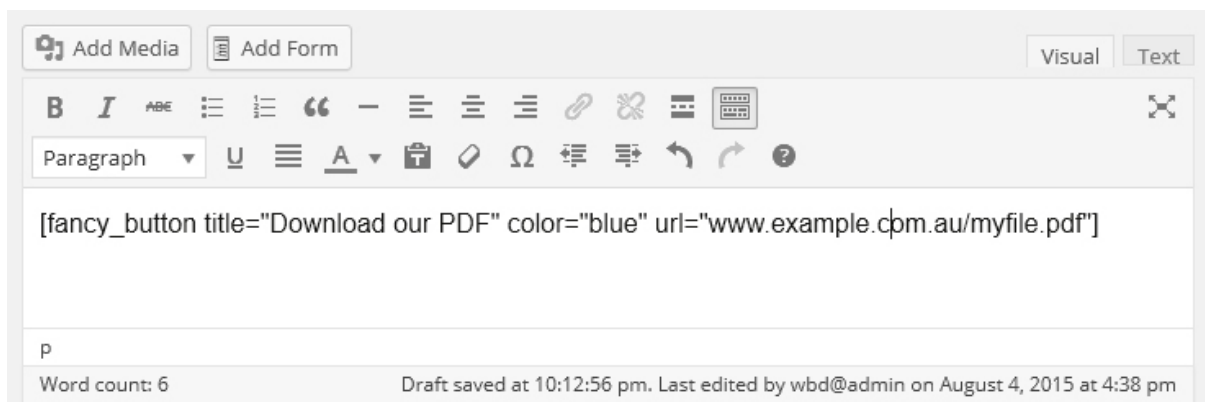 Add Media Add Form
Visual Text
B I ABE
Paragraph U A T Ω ?
[fancy_button title="Download our PDF" color="blue" url="www.example.com.au/myfile.pdf"]
p
Word count: 6 Draft saved at 10:12:56 pm. Last edited by wbd@admin on August 4, 2015 at 4:38 pm